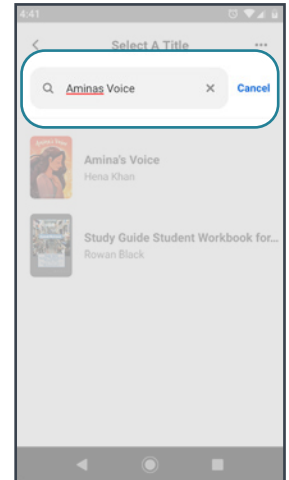 4:41
Select A Title
Aminas Voice
Cancel
Amina's Voice
Hena Khan
Study Guide Student Workbook for...
Rowan Black